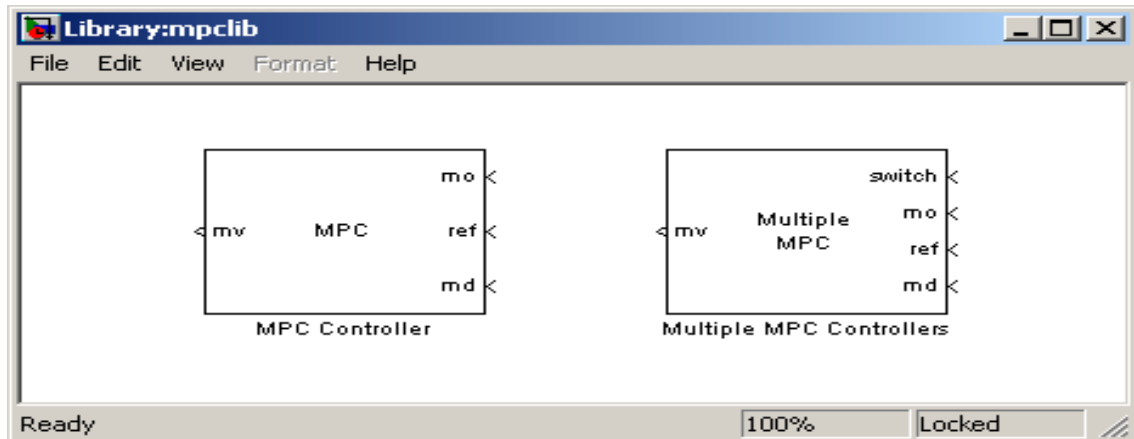 Library:mpclib
File Edit View Format Help
mo
mv MPC ref
md
MPC Controller
switch
mo
mv Multiple MPC ref
md
Multiple MPC Controllers
Ready 100% Locked